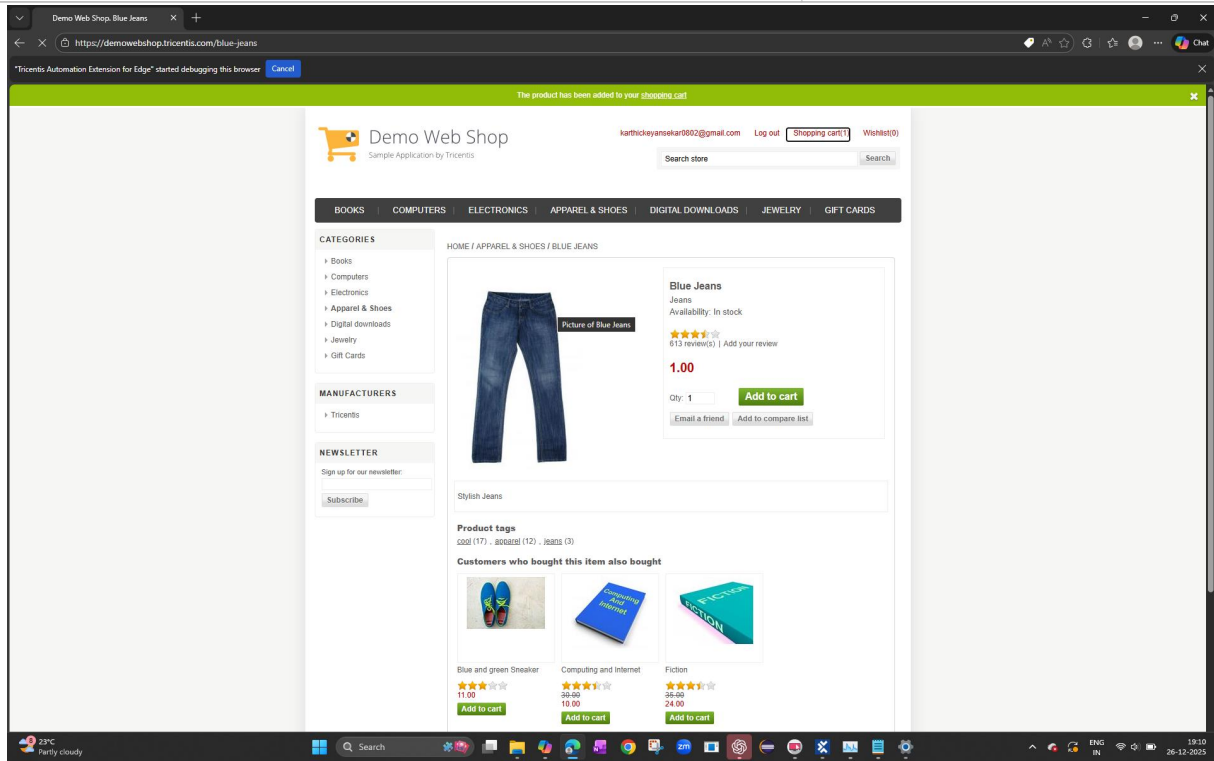 Demo Web Shop. Blue Jeans
https://demowebshop.tricentis.com/blue-jeans
Chat
"Tricentis Automation Extension for Edge" started debugging this browser Cancel
The product has been added to your shopping cart
Demo Web Shop
Sample Application by Tricentis
karthickeyansekar0802@gmail.com Log out Shopping cart(1) Wishlist(0)
Search store Search
BOOKS COMPUTERS ELECTRONICS APPAREL & SHOES DIGITAL DOWNLOADS JEWELRY GIFT CARDS
CATEGORIES
Books
Computers
Electronics
Apparel & Shoes
Digital downloads
Jewelry
Gift Cards
MANUFACTURERS
Tricentis
NEWSLETTER
Sign up for our newsletter:
Subscribe
HOME / APPAREL & SHOES / BLUE JEANS
Picture of Blue Jeans
Blue Jeans
Jeans
Availability: In stock
613 review(s) | Add your review
1.00
Qty: 1 Add to cart
Email a friend Add to compare list
Stylish Jeans
Product tags
cool (17) , apparel (12) , jeans (3)
Customers who bought this item also bought
Computing And Internet
FICTION
FICTION
Blue and green Sneaker Computing and Internet Fiction
11.00 30.00 35.00
10.00 24.00
Add to cart Add to cart Add to cart
23°C
Partly cloudy
Search
zm
ENG
IN
19:10
26-12-2025